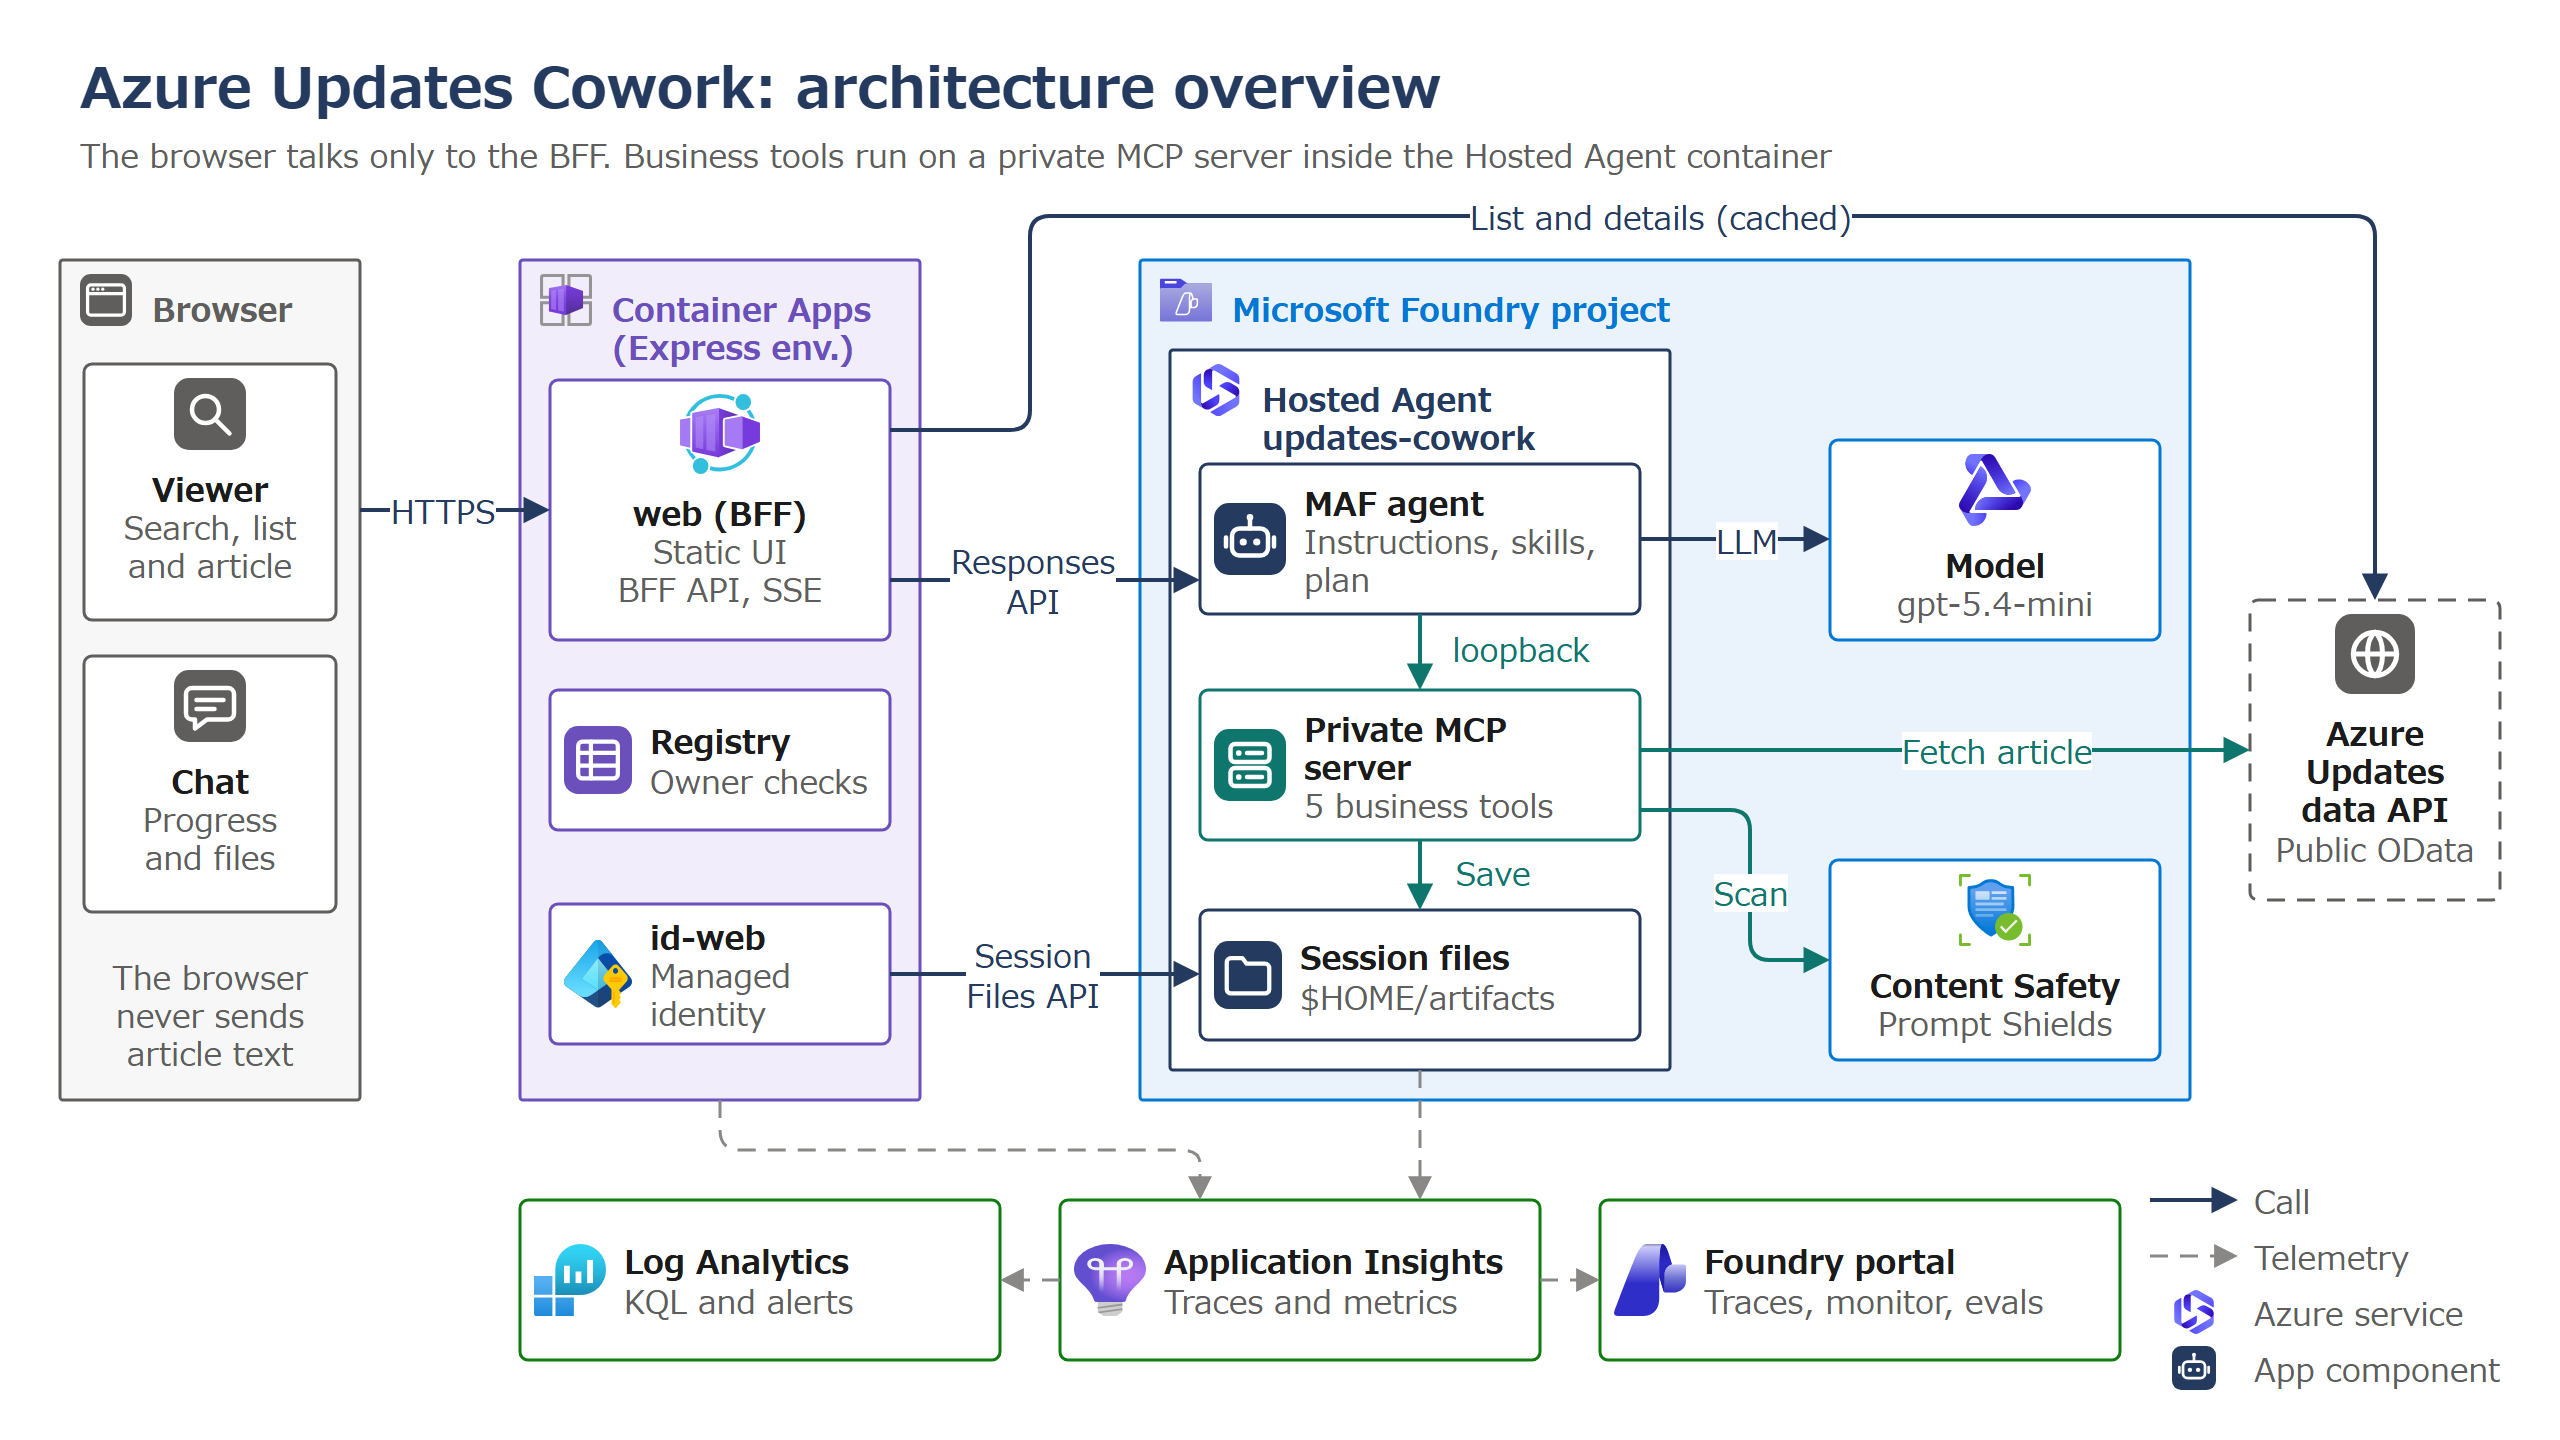 Azure Updates Cowork: architecture overview
The browser talks only to the BFF. Business tools run on a private MCP server inside the Hosted Agent container
List and details (cached)
Browser
Viewer
Search, list
and article
Chat
Progress
and files
The browser
never sends
article text
HTTPS
Container Apps
(Express env.)
web (BFF)
Static UI
BFF API, SSE
Registry
Owner checks
id-web
Managed
identity
Responses
API
Session
Files API
Microsoft Foundry project
Hosted Agent
updates-cowork
MAF agent
Instructions, skills,
plan
loopback
Private MCP
server
5 business tools
Save
Session files
$HOME/artifacts
LLM
Model
gpt-5.4-mini
Fetch article
Scan
Content Safety
Prompt Shields
Azure
Updates
data API
Public OData
Log Analytics
KQL and alerts
Application Insights
Traces and metrics
Foundry portal
Traces, monitor, evals
Call
Telemetry
Azure service
App component